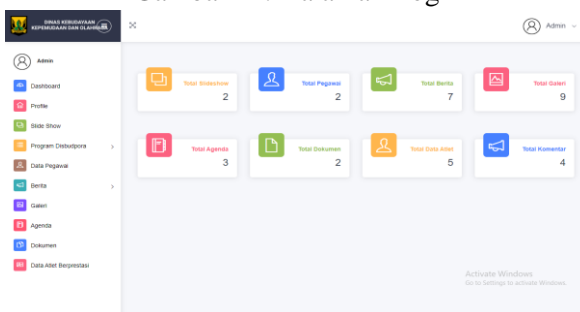 DINAS KEBUDAYAAN
KEPEMUDAAN DAN OLAHRAGA
Admin
Admin
Dashboard
Profile
Slide Show
Program Disbudpora
Data Pegawai
Berita
Galeri
Agenda
Dokumen
Data Atlet Berprestasi
Total Slideshow
2
Total Pegawai
2
Total Berita
7
Total Galeri
9
Total Agenda
3
Total Dokumen
2
Total Data Atlet
5
Total Komentar
4
Activate Windows
Go to Settings to activate Windows.